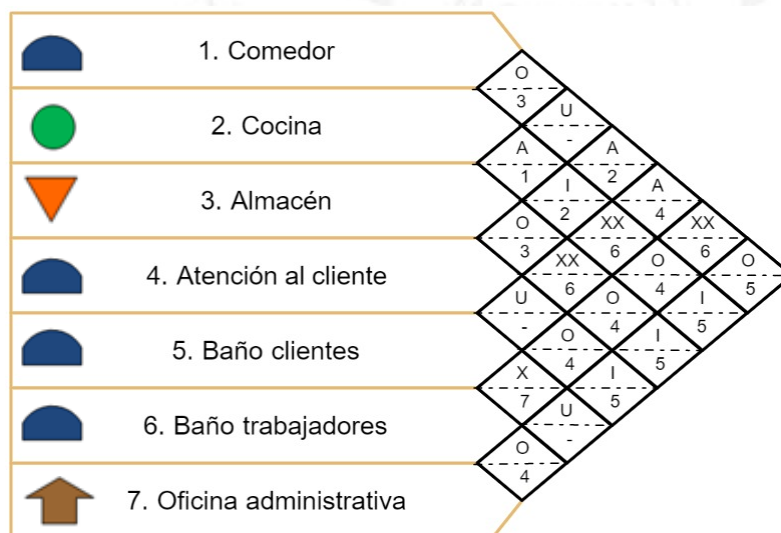 1. Comedor
2. Cocina
3. Almacén
4. Atención al cliente
5. Baño clientes
6. Baño trabajadores
7. Oficina administrativa
O
3
U
-
A
2
A
4
XX
6
O
5
A
1
I
2
XX
6
O
4
I
5
O
3
XX
6
O
4
I
5
U
-
O
4
I
5
X
7
U
-
O
4